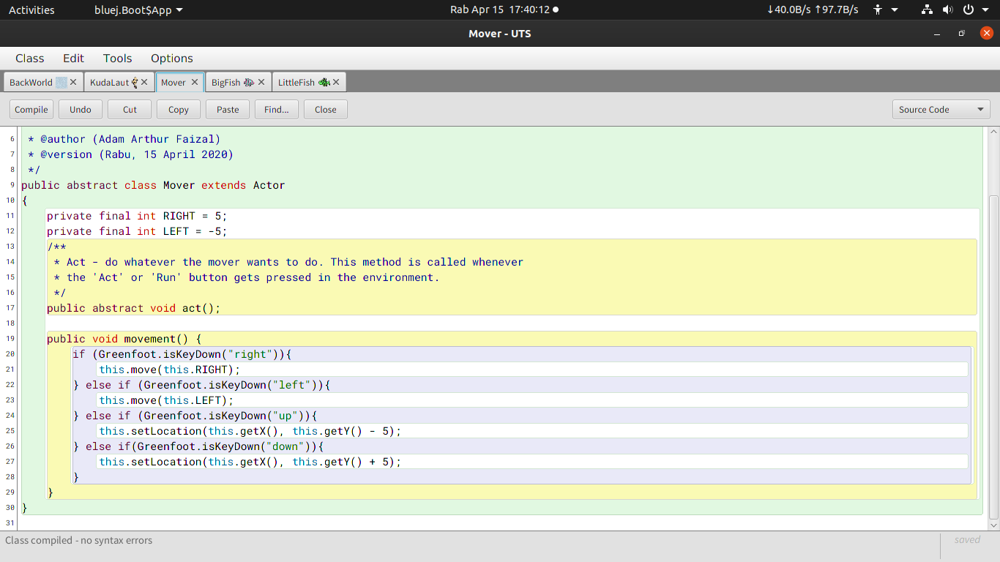 Activities bluej.Boot$App Rab Apr 15 17:40:12 ↓40.0B/s ↑97.7B/s
Mover - UTS
Class Edit Tools Options
BackWorld KudaLaut Mover BigFish LittleFish
Compile Undo Cut Copy Paste Find... Close Source Code
6 * @author (Adam Arthur Faizal)
7 * @version (Rabu, 15 April 2020)
8 */
9 public abstract class Mover extends Actor
10 {
11 private final int RIGHT = 5;
12 private final int LEFT = -5;
13 /**
14 * Act - do whatever the mover wants to do. This method is called whenever
15 * the 'Act' or 'Run' button gets pressed in the environment.
16 */
17 public abstract void act();
18
19 public void movement() {
20 if (Greenfoot.isKeyDown("right")){
21 this.move(this.RIGHT);
22 } else if (Greenfoot.isKeyDown("left")){
23 this.move(this.LEFT);
24 } else if (Greenfoot.isKeyDown("up")){
25 this.setLocation(this.getX(), this.getY() - 5);
26 } else if(Greenfoot.isKeyDown("down")){
27 this.setLocation(this.getX(), this.getY() + 5);
28 }
29 }
30 }
31
Class compiled - no syntax errors saved